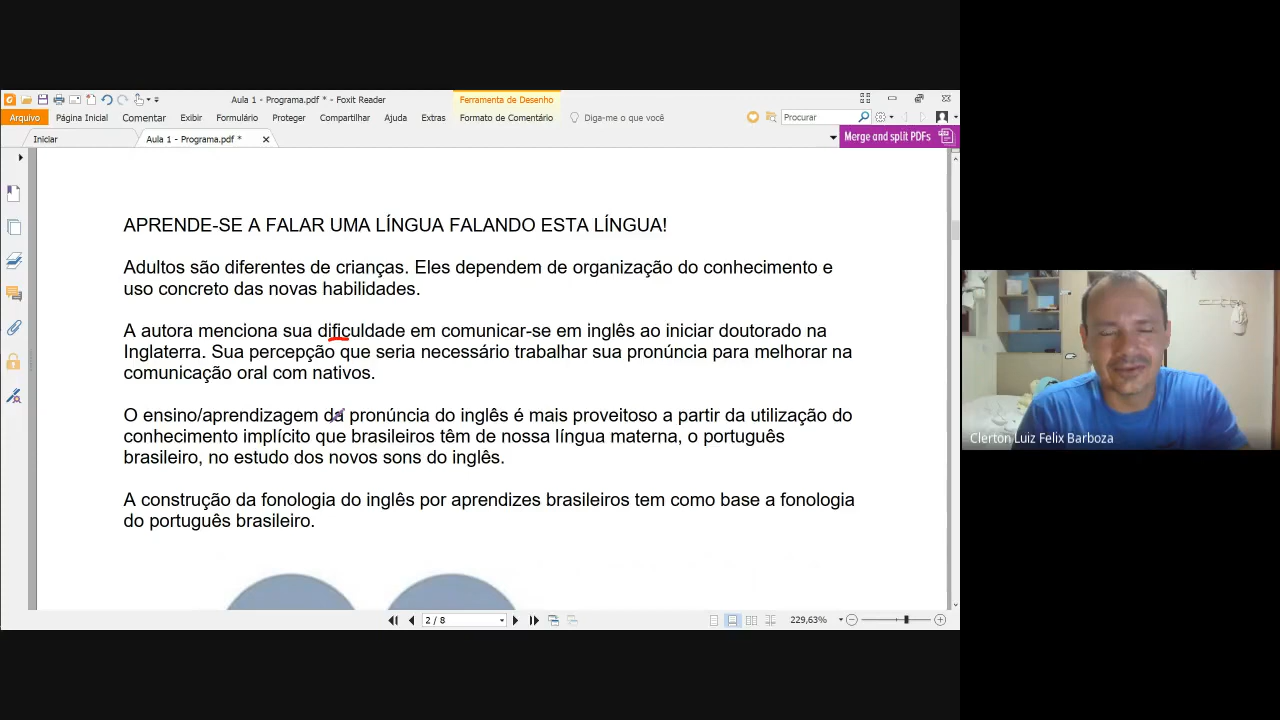 Aula 1 - Programa.pdf * - Foxit Reader
Ferramenta de Desenho
Arquivo
Página Inicial
Comentar
Exibir
Formulário
Proteger
Compartilhar
Ajuda
Extras
Formato de Comentário
Diga-me o que você
Procurar
Iniciar
Aula 1 - Programa.pdf *
Merge and split PDFs
APRENDE-SE A FALAR UMA LÍNGUA FALANDO ESTA LÍNGUA!
Adultos são diferentes de crianças. Eles dependem de organização do conhecimento e
uso concreto das novas habilidades.
A autora menciona sua dificuldade em comunicar-se em inglês ao iniciar doutorado na
Inglaterra. Sua percepção que seria necessário trabalhar sua pronúncia para melhorar na
comunicação oral com nativos.
O ensino/aprendizagem da pronúncia do inglês é mais proveitoso a partir da utilização do
conhecimento implícito que brasileiros têm de nossa língua materna, o português
brasileiro, no estudo dos novos sons do inglês.
A construção da fonologia do inglês por aprendizes brasileiros tem como base a fonologia
do português brasileiro.
2 / 8
229,63%
Clerton Luiz Felix Barboza